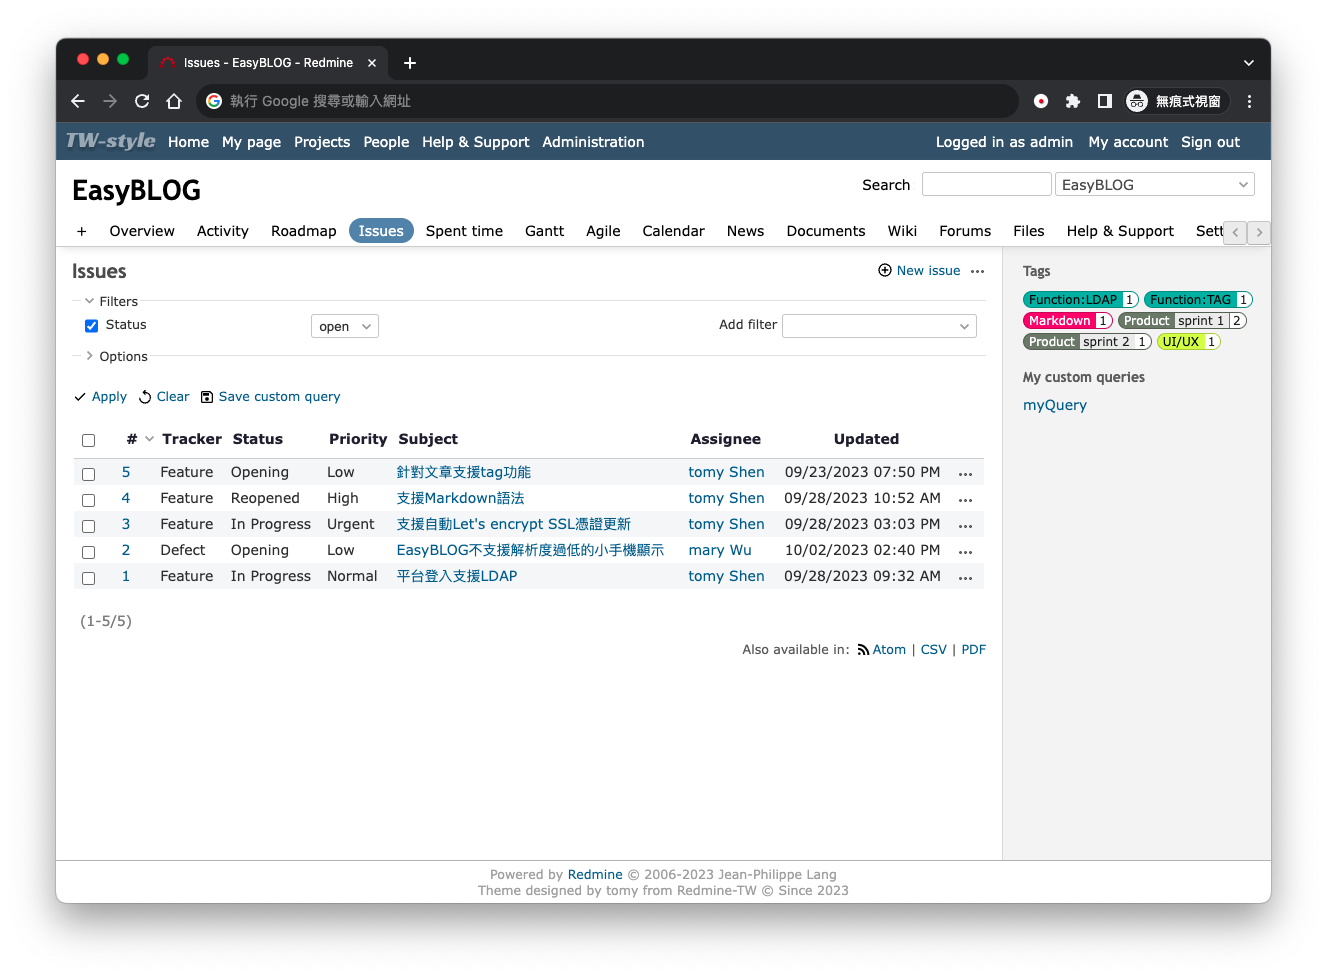 Issues - EasyBLOG - Redmine
執行 Google 搜尋或輸入網址
無痕式視窗
TW-style Home My page Projects People Help & Support Administration Logged in as admin My account Sign out
EasyBLOG
Search EasyBLOG
+ Overview Activity Roadmap Issues Spent time Gantt Agile Calendar News Documents Wiki Forums Files Help & Support Sett
Issues
New issue
Filters
Status open Add filter
Options
Apply Clear Save custom query
# Tracker Status Priority Subject Assignee Updated
5 Feature Opening Low 針對文章支援tag功能 tomy Shen 09/23/2023 07:50 PM
4 Feature Reopened High 支援Markdown語法 tomy Shen 09/28/2023 10:52 AM
3 Feature In Progress Urgent 支援自動Let's encrypt SSL憑證更新 tomy Shen 09/28/2023 03:03 PM
2 Defect Opening Low EasyBLOG不支援解析度過低的小手機顯示 mary Wu 10/02/2023 02:40 PM
1 Feature In Progress Normal 平台登入支援LDAP tomy Shen 09/28/2023 09:32 AM
(1-5/5)
Also available in: Atom | CSV | PDF
Tags
Function:LDAP 1 Function:TAG 1
Markdown 1 Product sprint 1 2
Product sprint 2 1 UI/UX 1
My custom queries
myQuery
Powered by Redmine © 2006-2023 Jean-Philippe Lang
Theme designed by tomy from Redmine-TW © Since 2023